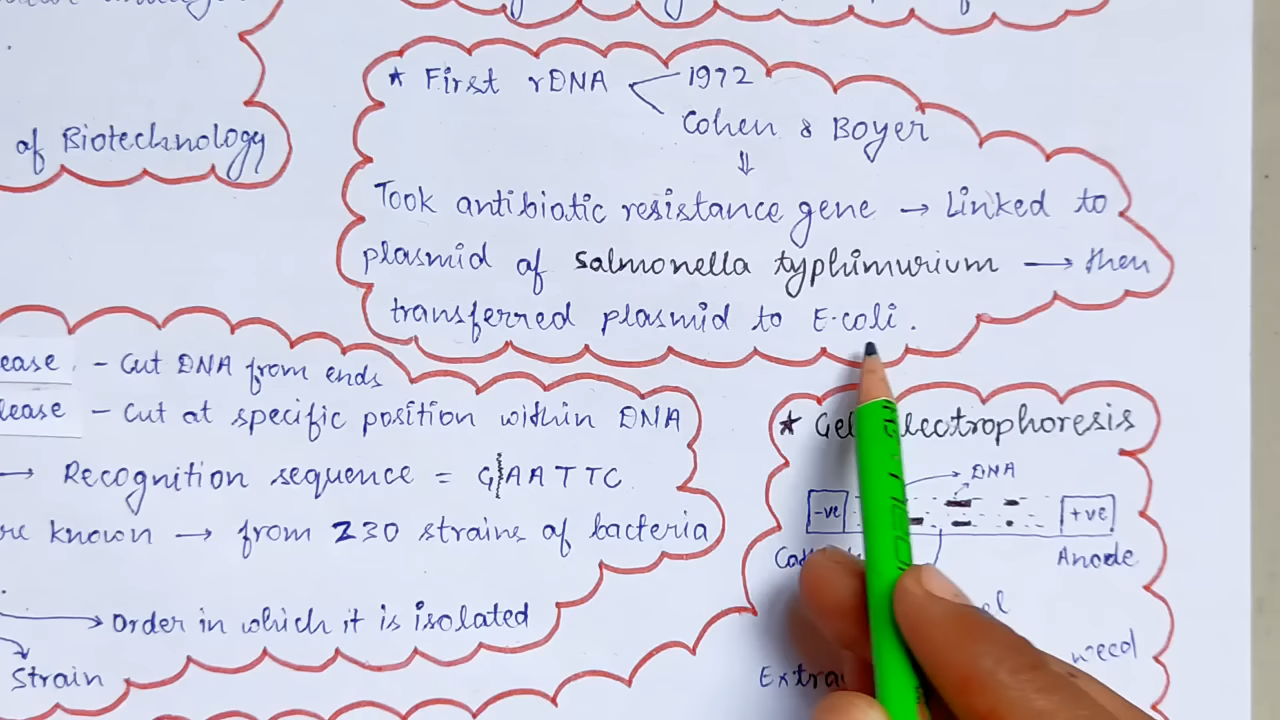 ★ First rDNA 1972
Cohen & Boyer
⇓
of Biotechnology
Took antibiotic resistance gene → Linked to
plasmid of salmonella typhimurium → then
transferred plasmid to E.coli.
ease - Cut DNA from ends
lease - Cut at specific position within DNA
→ Recognition sequence = G|AATTC
known → from 230 strains of bacteria
→ Order in which it is isolated
Strain
★ Gel electrophoresis
→ DNA
-ve +ve
Anode
need